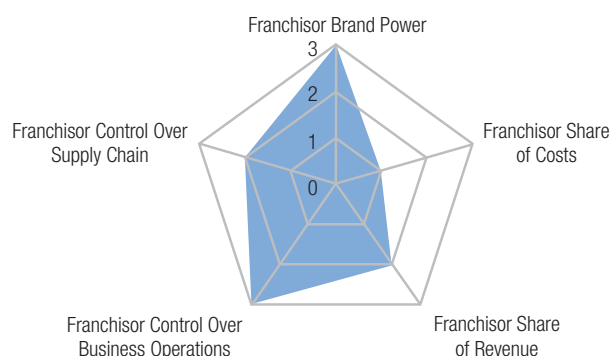 Franchisor Brand Power
3
2
1
0
Franchisor Control Over
Supply Chain
Franchisor Share
of Costs
Franchisor Control Over
Business Operations
Franchisor Share
of Revenue